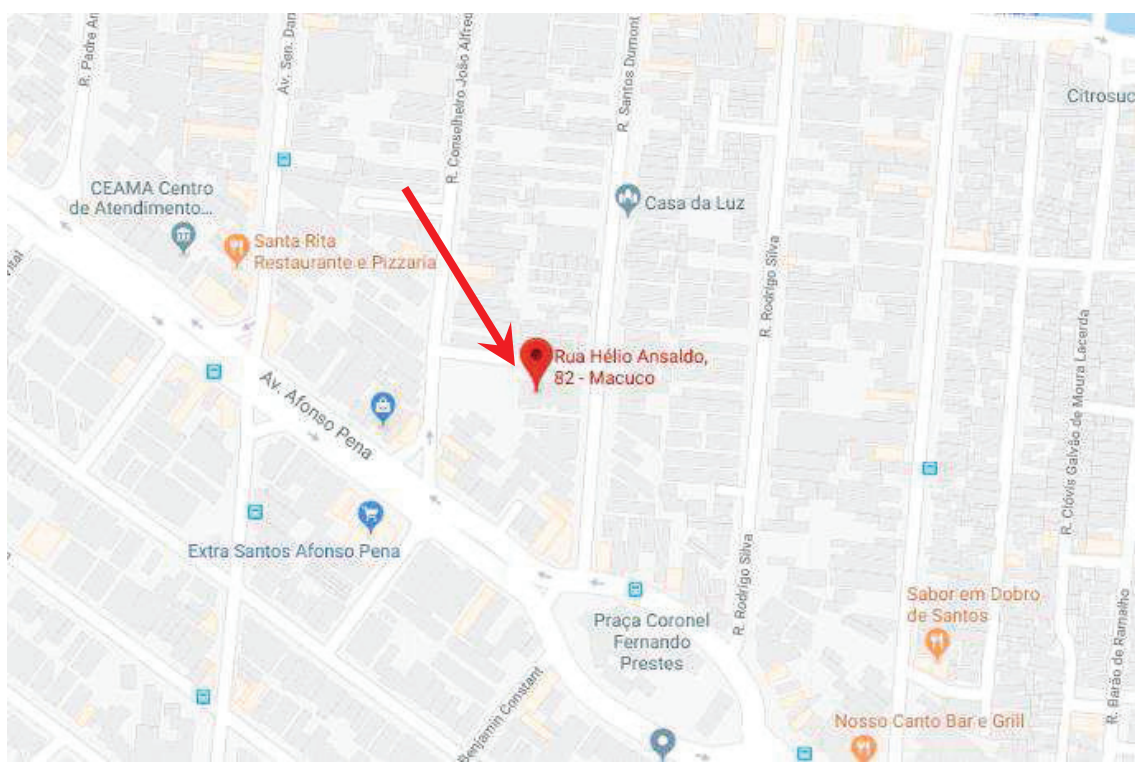 R. Padre An
Av. Sen. Dan
R. Conselheiro João Alfred
R. Santos Dumont
Citrosuc
CEAMA Centro
de Atendimento...
Casa da Luz
Santa Rita
Restaurante e Pizzaria
R. Rodrigo Silva
Rua Hélio Ansaldo,
82 - Macuco
Av. Afonso Pena
R. Clóvis Galvão de Moura Lacerda
Extra Santos Afonso Pena
R. Rodrigo Silva
Praça Coronel
Fernando
Prestes
Sabor em Dobro
de Santos
R. Barão de Ramalho
Benjamin Constant
Nosso Canto Bar e Grill